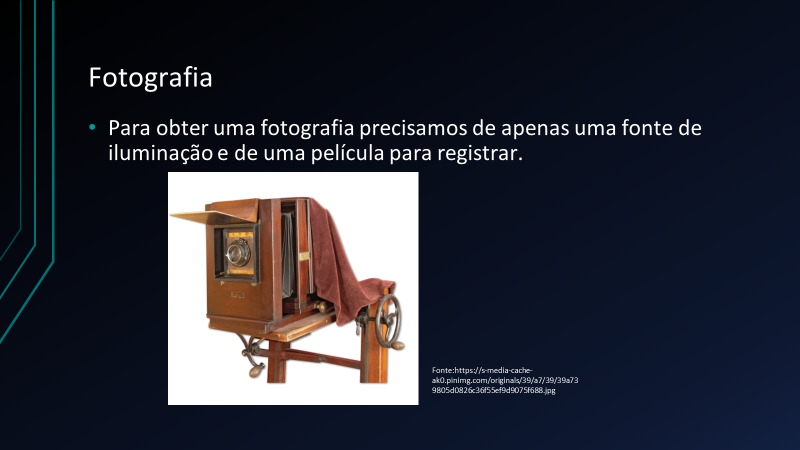 Fotografia
• Para obter uma fotografia precisamos de apenas uma fonte de
iluminação e de uma película para registrar.
Fonte:https://s-media-cache-
ak0.pinimg.com/originals/39/a7/39/39a73
9805d0826c36f55ef9d9075f688.jpg